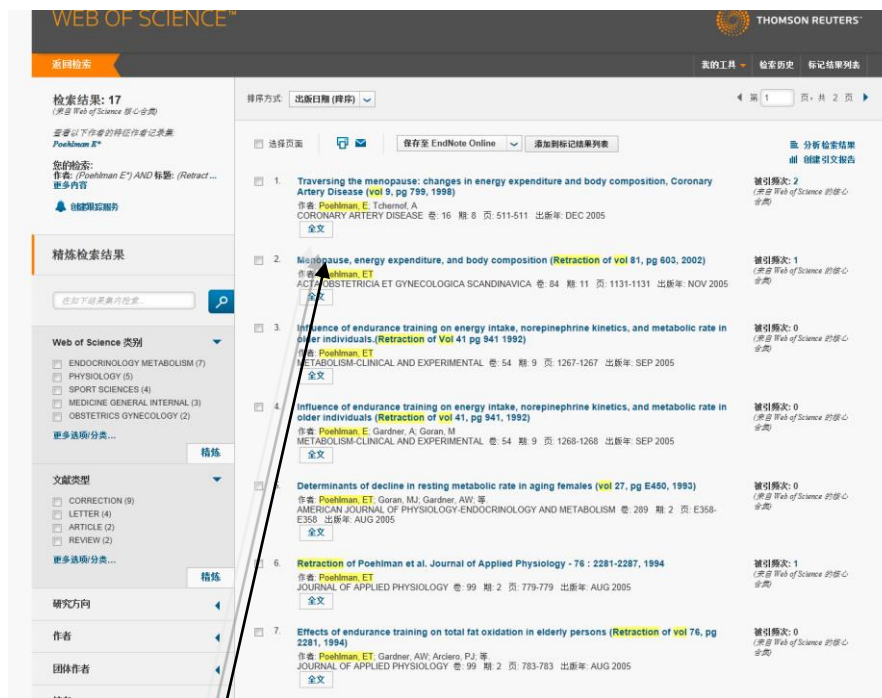 WEB OF SCIENCE™
THOMSON REUTERS
返回检索
我的工具 检索历史 标记结果列表
检索结果: 17
(来自 Web of Science 核心合集)
查看以下作者的特征作者记录集:
Poehlman E*
您的检索:
作者: (Poehlman E*) AND 标题: (Retract ...
更多内容
创建跟踪服务
精炼检索结果
在如下结果集内检索...
Web of Science 类别
ENDOCRINOLOGY METABOLISM (7)
PHYSIOLOGY (5)
SPORT SCIENCES (4)
MEDICINE GENERAL INTERNAL (3)
OBSTETRICS GYNECOLOGY (2)
更多选项/分类...
精炼
文献类型
CORRECTION (9)
LETTER (4)
ARTICLE (2)
REVIEW (2)
更多选项/分类...
精炼
研究方向
作者
团体作者
排序方式: 出版日期 (降序)
第 1 页, 共 2 页
选择页面 保存至 EndNote Online 添加到标记结果列表
分析检索结果
创建引文报告
1. Traversing the menopause: changes in energy expenditure and body composition, Coronary
Artery Disease (vol 9, pg 799, 1998)
作者: Poehlman, E; Tchernof, A
CORONARY ARTERY DISEASE 卷: 16 期: 8 页: 511-511 出版年: DEC 2005
全文
被引频次: 2
(来自 Web of Science 的核心
合集)
2. Menopause, energy expenditure, and body composition (Retraction of vol 81, pg 603, 2002)
作者: Poehlman, ET
ACTA OBSTETRICIA ET GYNECOLOGICA SCANDINAVICA 卷: 84 期: 11 页: 1131-1131 出版年: NOV 2005
全文
被引频次: 1
(来自 Web of Science 的核心
合集)
3. Influence of endurance training on energy intake, norepinephrine kinetics, and metabolic rate in
older individuals.(Retraction of Vol 41 pg 941 1992)
作者: Poehlman, ET
METABOLISM-CLINICAL AND EXPERIMENTAL 卷: 54 期: 9 页: 1267-1267 出版年: SEP 2005
全文
被引频次: 0
(来自 Web of Science 的核心
合集)
4. Influence of endurance training on energy intake, norepinephrine kinetics, and metabolic rate in
older individuals (Retraction of vol 41, pg 941, 1992)
作者: Poehlman, E; Gardner, A; Goran, M
METABOLISM-CLINICAL AND EXPERIMENTAL 卷: 54 期: 9 页: 1268-1268 出版年: SEP 2005
全文
被引频次: 0
(来自 Web of Science 的核心
合集)
Determinants of decline in resting metabolic rate in aging females (vol 27, pg E450, 1993)
作者: Poehlman, ET; Goran, MJ; Gardner, AW; 等.
AMERICAN JOURNAL OF PHYSIOLOGY-ENDOCRINOLOGY AND METABOLISM 卷: 289 期: 2 页: E358-
E358 出版年: AUG 2005
全文
被引频次: 0
(来自 Web of Science 的核心
合集)
6. Retraction of Poehlman et al. Journal of Applied Physiology - 76 : 2281-2287, 1994
作者: Poehlman, ET
JOURNAL OF APPLIED PHYSIOLOGY 卷: 99 期: 2 页: 779-779 出版年: AUG 2005
全文
被引频次: 1
(来自 Web of Science 的核心
合集)
7. Effects of endurance training on total fat oxidation in elderly persons (Retraction of vol 76, pg
2281, 1994)
作者: Poehlman, ET; Gardner, AW; Arciero, PJ; 等.
JOURNAL OF APPLIED PHYSIOLOGY 卷: 99 期: 2 页: 783-783 出版年: AUG 2005
全文
被引频次: 0
(来自 Web of Science 的核心
合集)